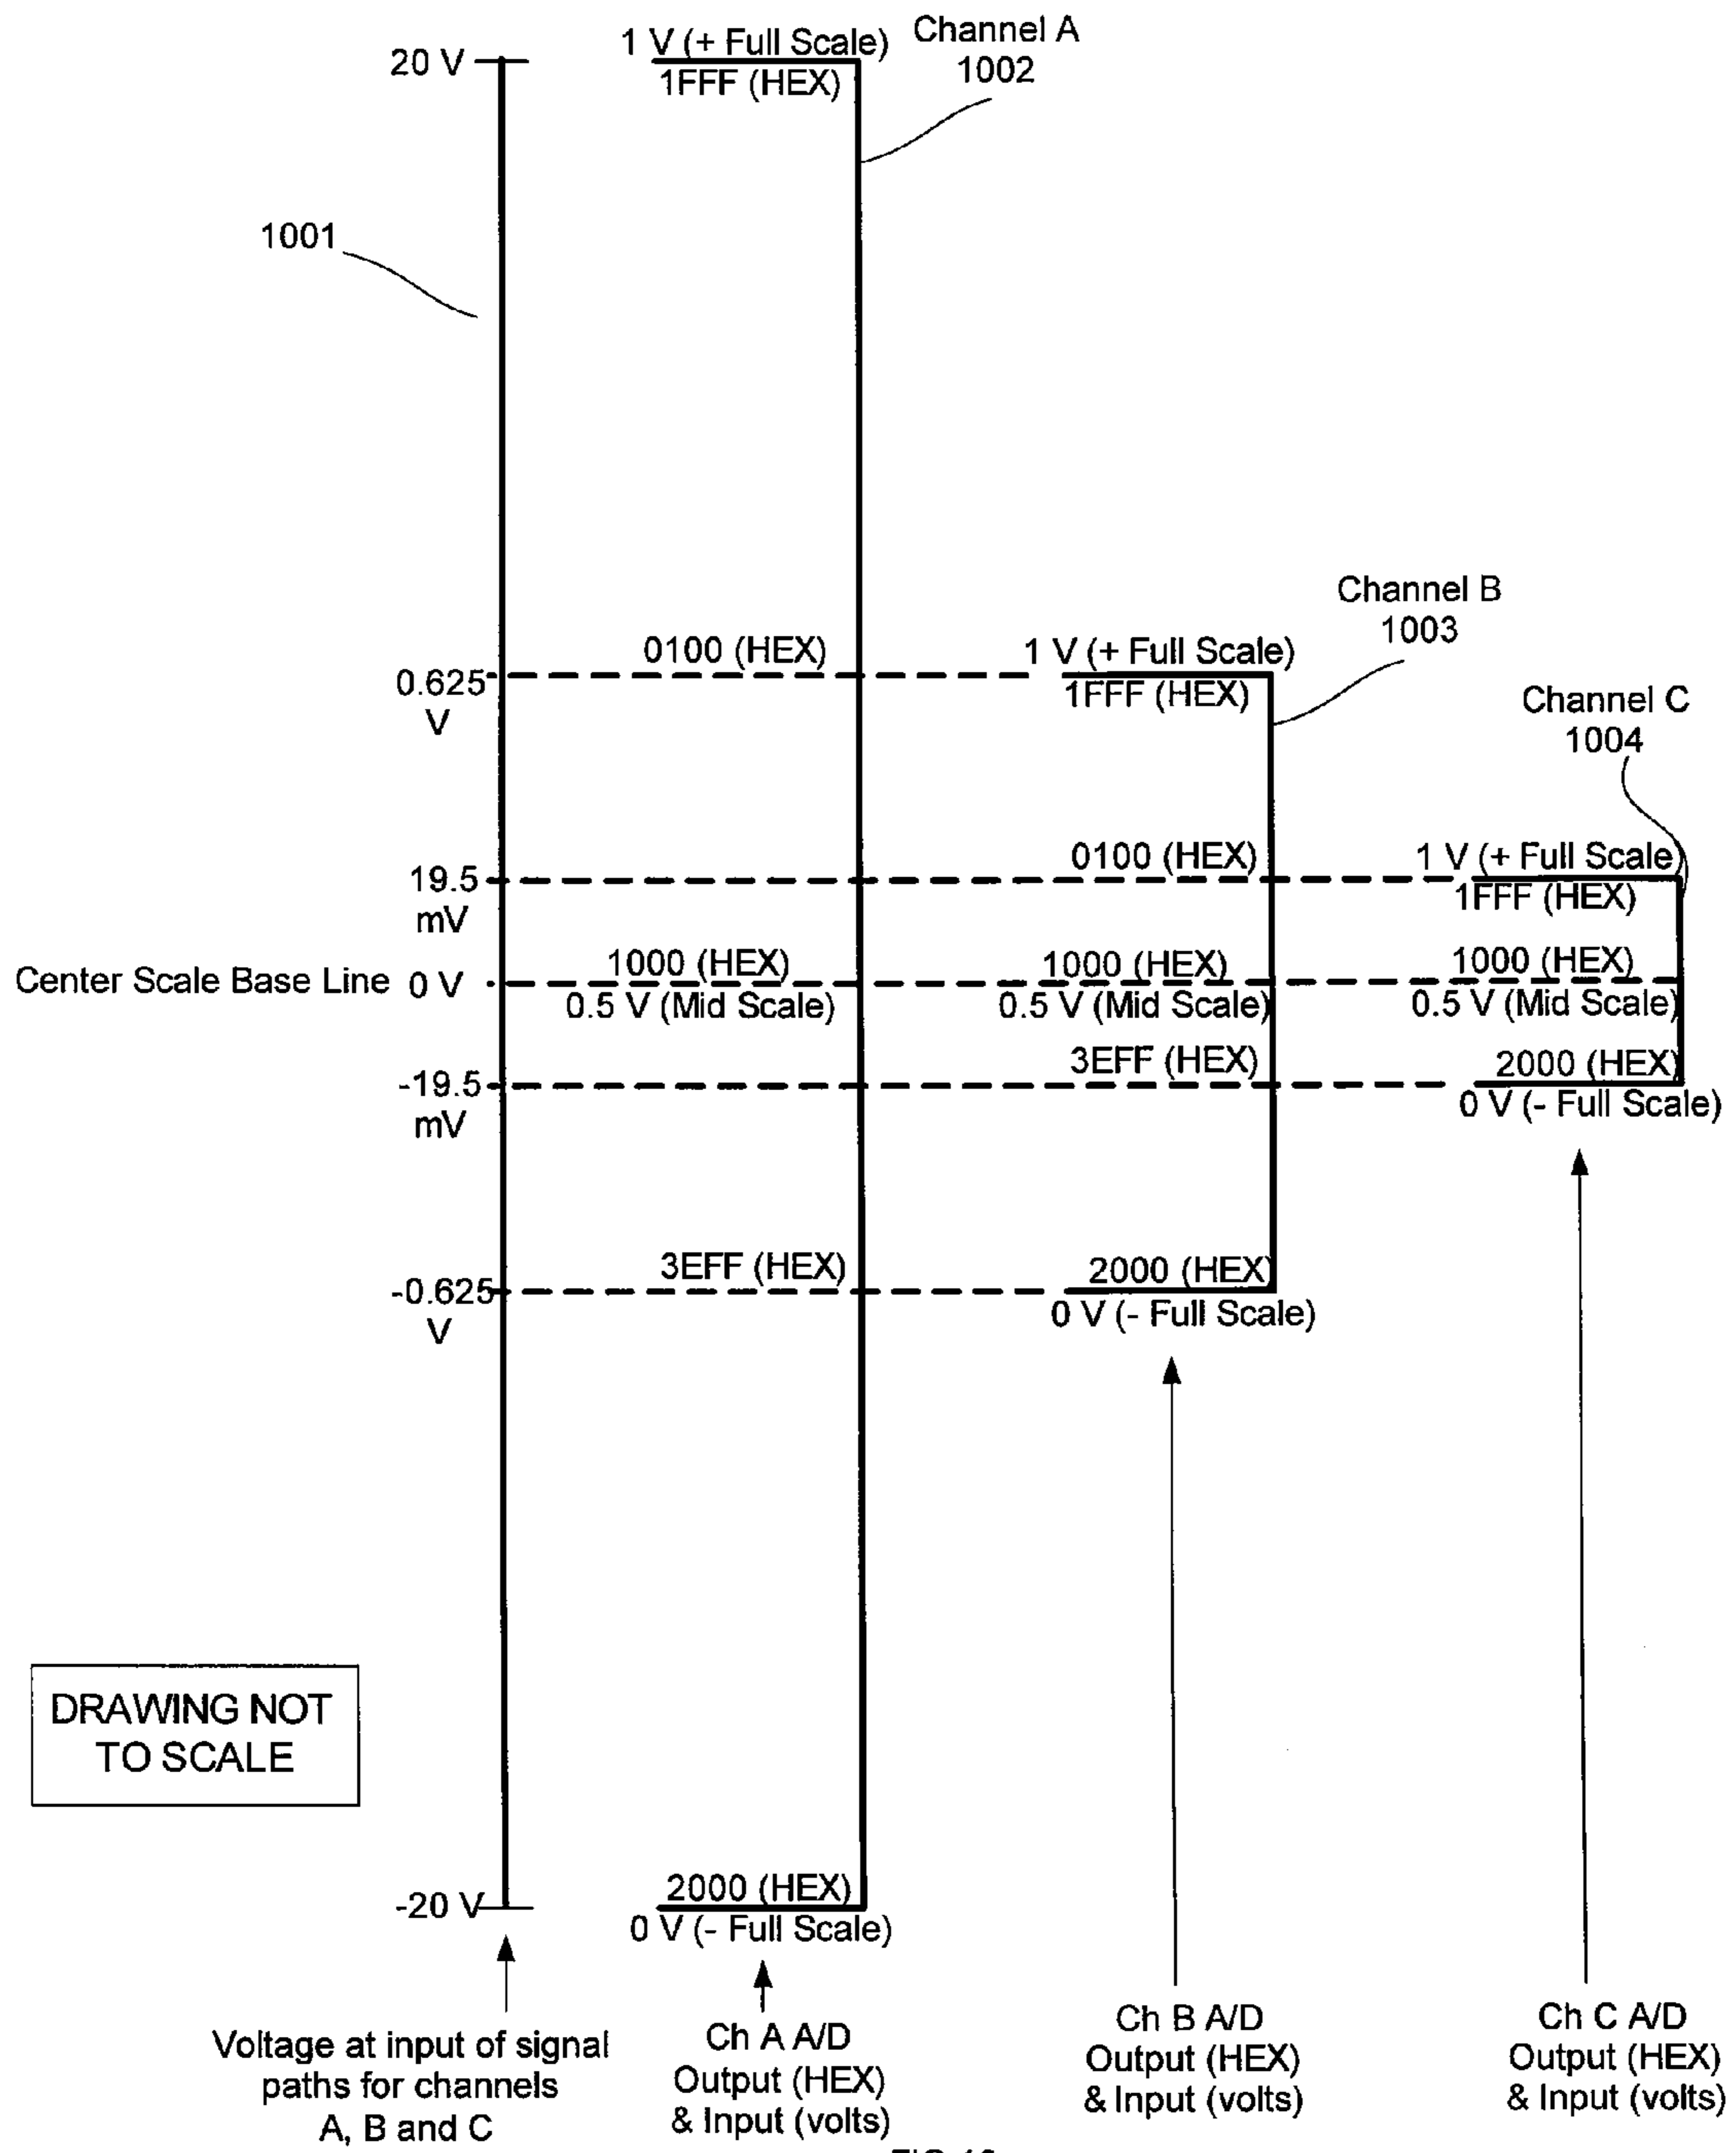 Channel A
1002
20 V
1 V (+ Full Scale)
1FFF (HEX)
1001
Channel B
1003
0.625
V
0100 (HEX)
1 V (+ Full Scale)
1FFF (HEX)
Channel C
1004
19.5
mV
0100 (HEX)
1 V (+ Full Scale)
1FFF (HEX)
Center Scale Base Line 0 V
1000 (HEX)
0.5 V (Mid Scale)
1000 (HEX)
0.5 V (Mid Scale)
1000 (HEX)
0.5 V (Mid Scale)
-19.5
mV
3EFF (HEX)
2000 (HEX)
0 V (- Full Scale)
-0.625
V
3EFF (HEX)
2000 (HEX)
0 V (- Full Scale)
DRAWING NOT
TO SCALE
-20 V
2000 (HEX)
0 V (- Full Scale)
Voltage at input of signal
paths for channels
A, B and C
Ch A A/D
Output (HEX)
& Input (volts)
Ch B A/D
Output (HEX)
& Input (volts)
Ch C A/D
Output (HEX)
& Input (volts)